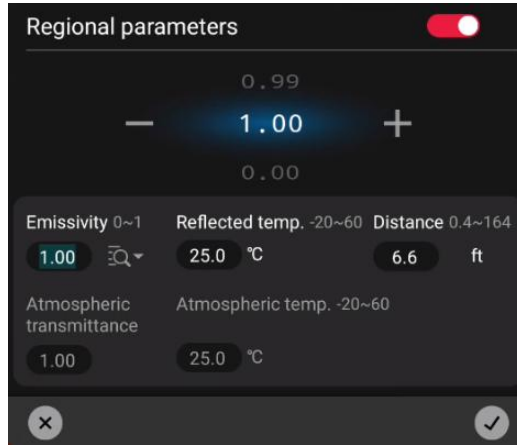 Regional parameters
0.99
— 1.00 +
0.00
Emissivity 0~1 Reflected temp. -20~60 Distance 0.4~164
1.00 25.0 ℃ 6.6 ft
Atmospheric transmittance Atmospheric temp. -20~60
1.00 25.0 ℃